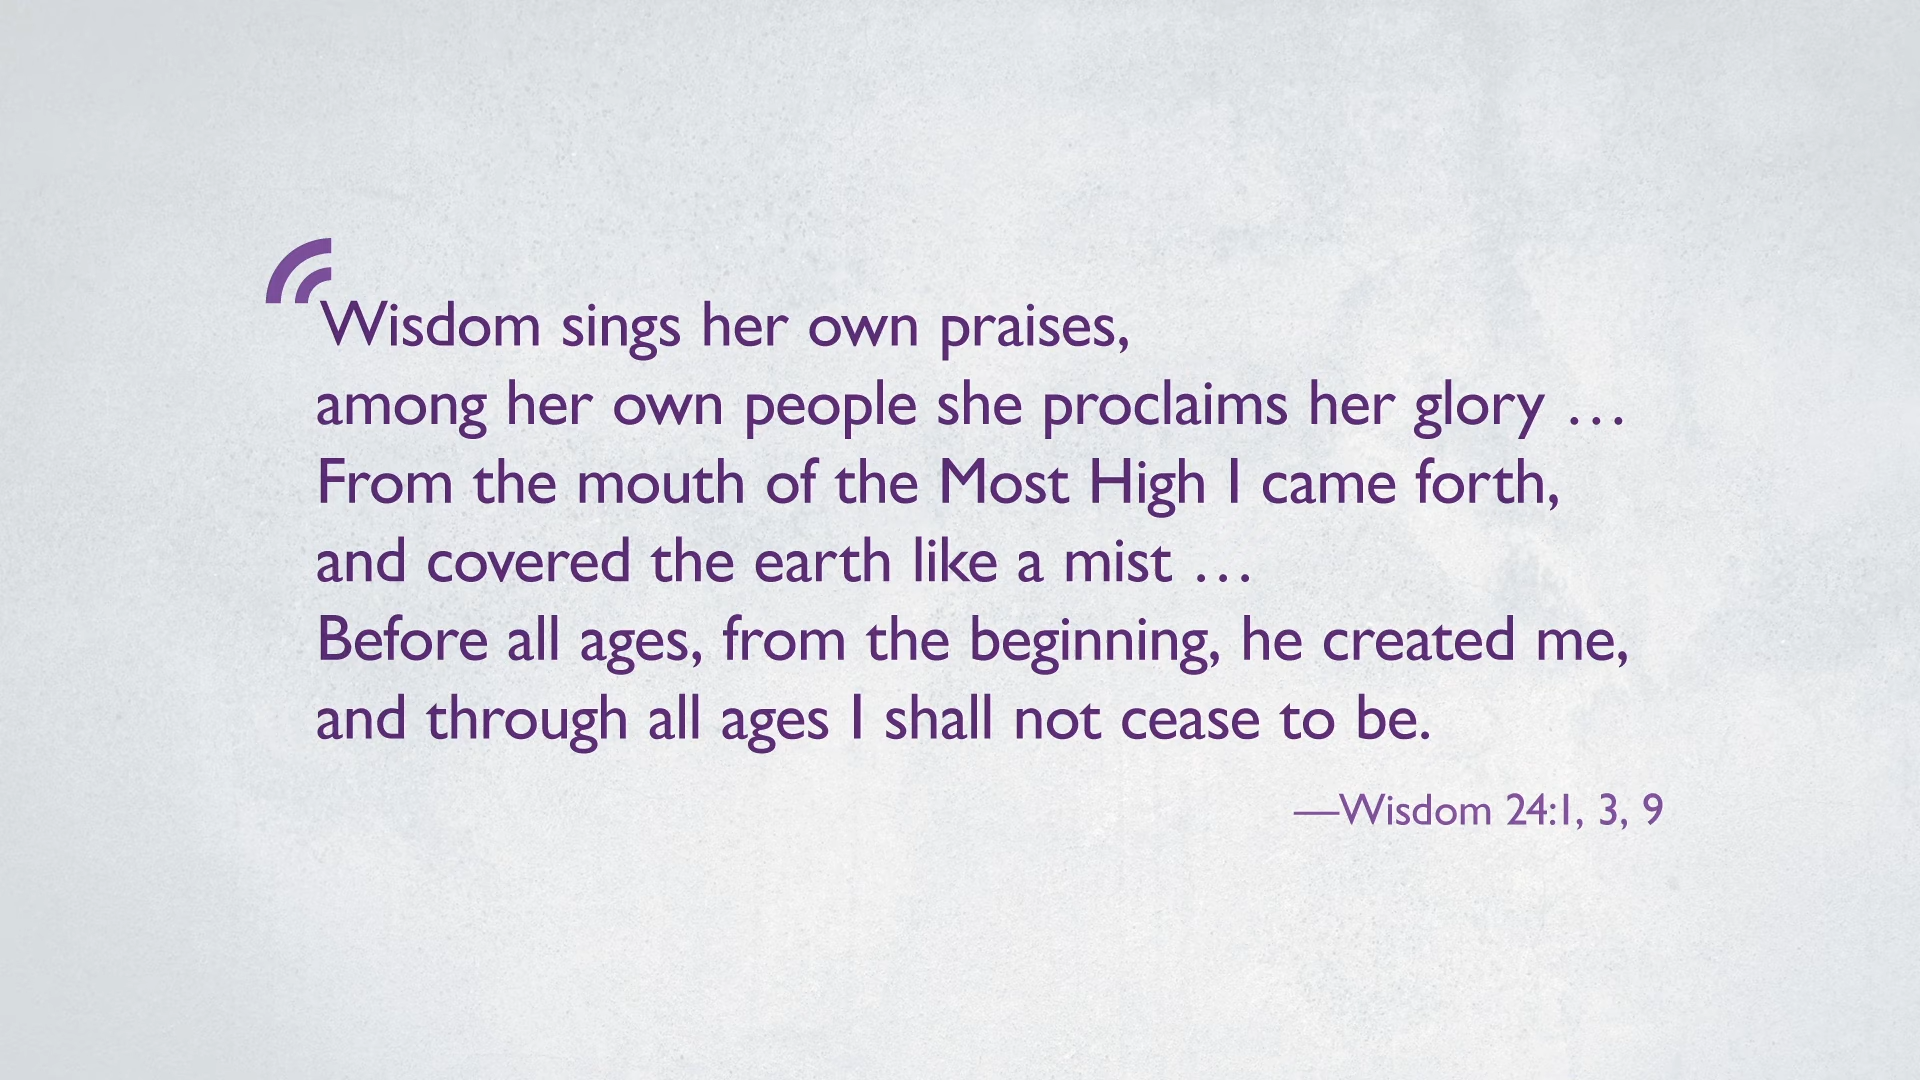 Wisdom sings her own praises,
among her own people she proclaims her glory …
From the mouth of the Most High I came forth,
and covered the earth like a mist …
Before all ages, from the beginning, he created me,
and through all ages I shall not cease to be.
—Wisdom 24:1, 3, 9